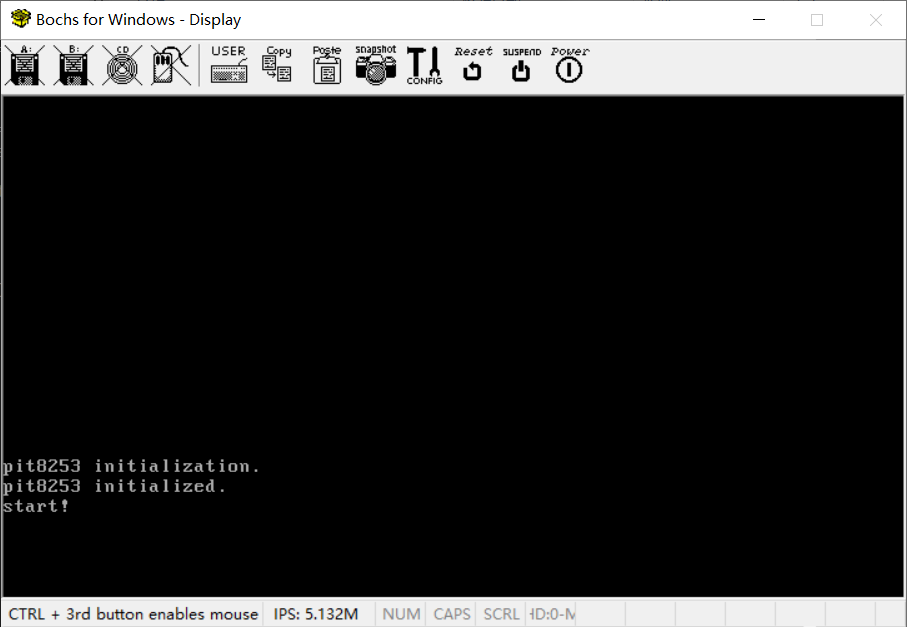 Bochs for Windows - Display
A: B: CD USER Copy Paste snapshot CONFIG Reset SUSPEND Power
pit8253 initialization.
pit8253 initialized.
start!
CTRL + 3rd button enables mouse IPS: 5.132M NUM CAPS SCRL HD:0-M